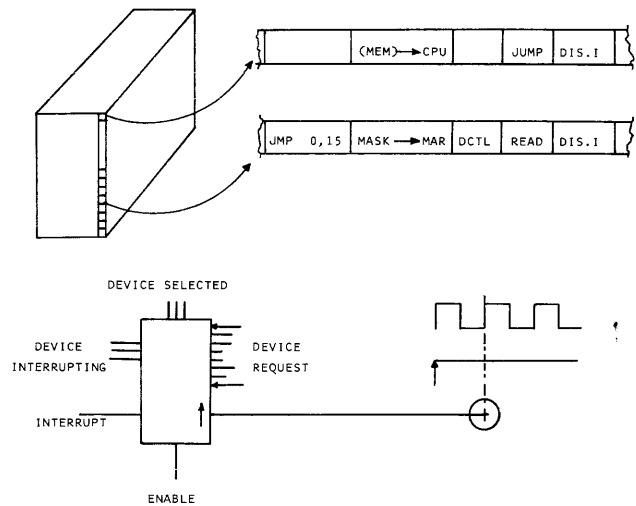 (MEM)→CPU JUMP DIS.I
JMP 0,15 MASK→MAR DCTL READ DIS.I
DEVICE SELECTED
DEVICE INTERRUPTING
DEVICE REQUEST
INTERRUPT
ENABLE